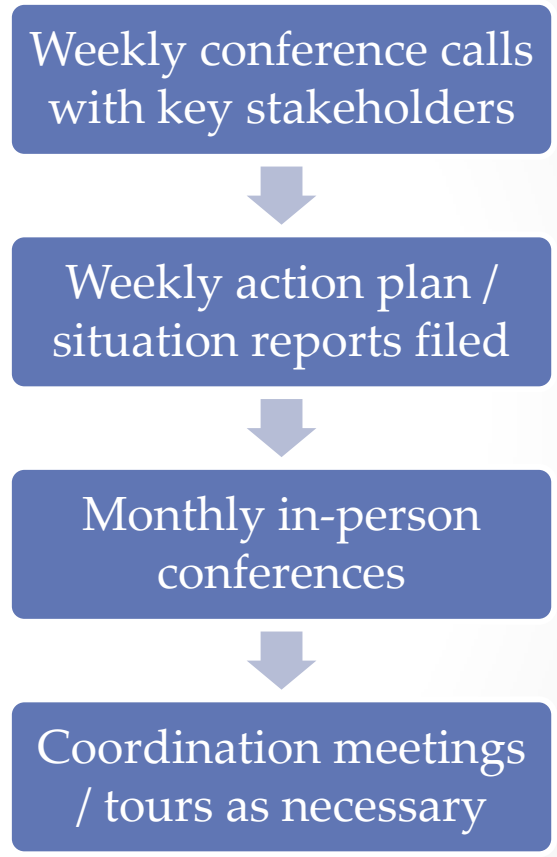 Weekly conference calls
with key stakeholders
Weekly action plan /
situation reports filed
Monthly in-person
conferences
Coordination meetings
/ tours as necessary